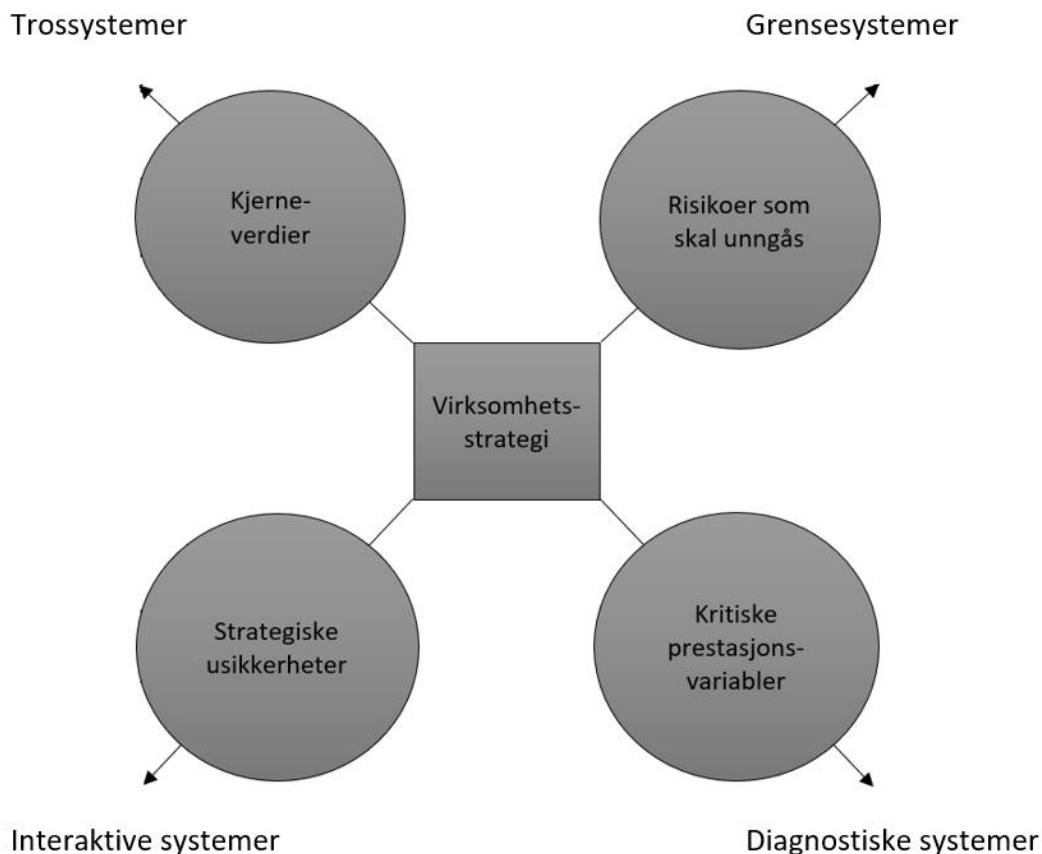 Trossystemer
Grensesystemer
Kjerne-
verdier
Risikoer som
skal unngås
Virksomhets-
strategi
Strategiske
usikkerheter
Kritiske
prestasjons-
variabler
Interaktive systemer
Diagnostiske systemer